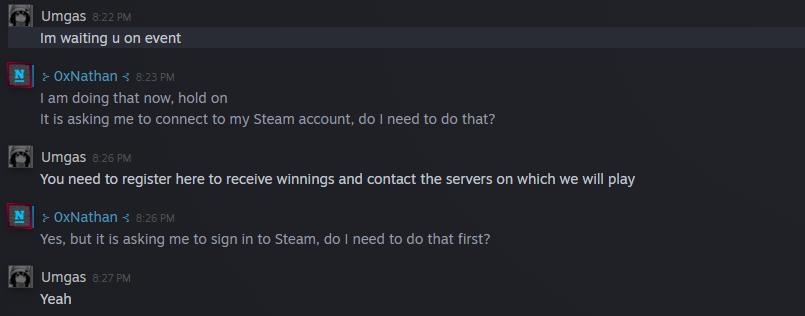 Umgas 8:22 PM
Im waiting u on event
N ⊱ 0xNathan ⊰ 8:23 PM
I am doing that now, hold on
It is asking me to connect to my Steam account, do I need to do that?
Umgas 8:26 PM
You need to register here to receive winnings and contact the servers on which we will play
N ⊱ 0xNathan ⊰ 8:26 PM
Yes, but it is asking me to sign in to Steam, do I need to do that first?
Umgas 8:27 PM
Yeah